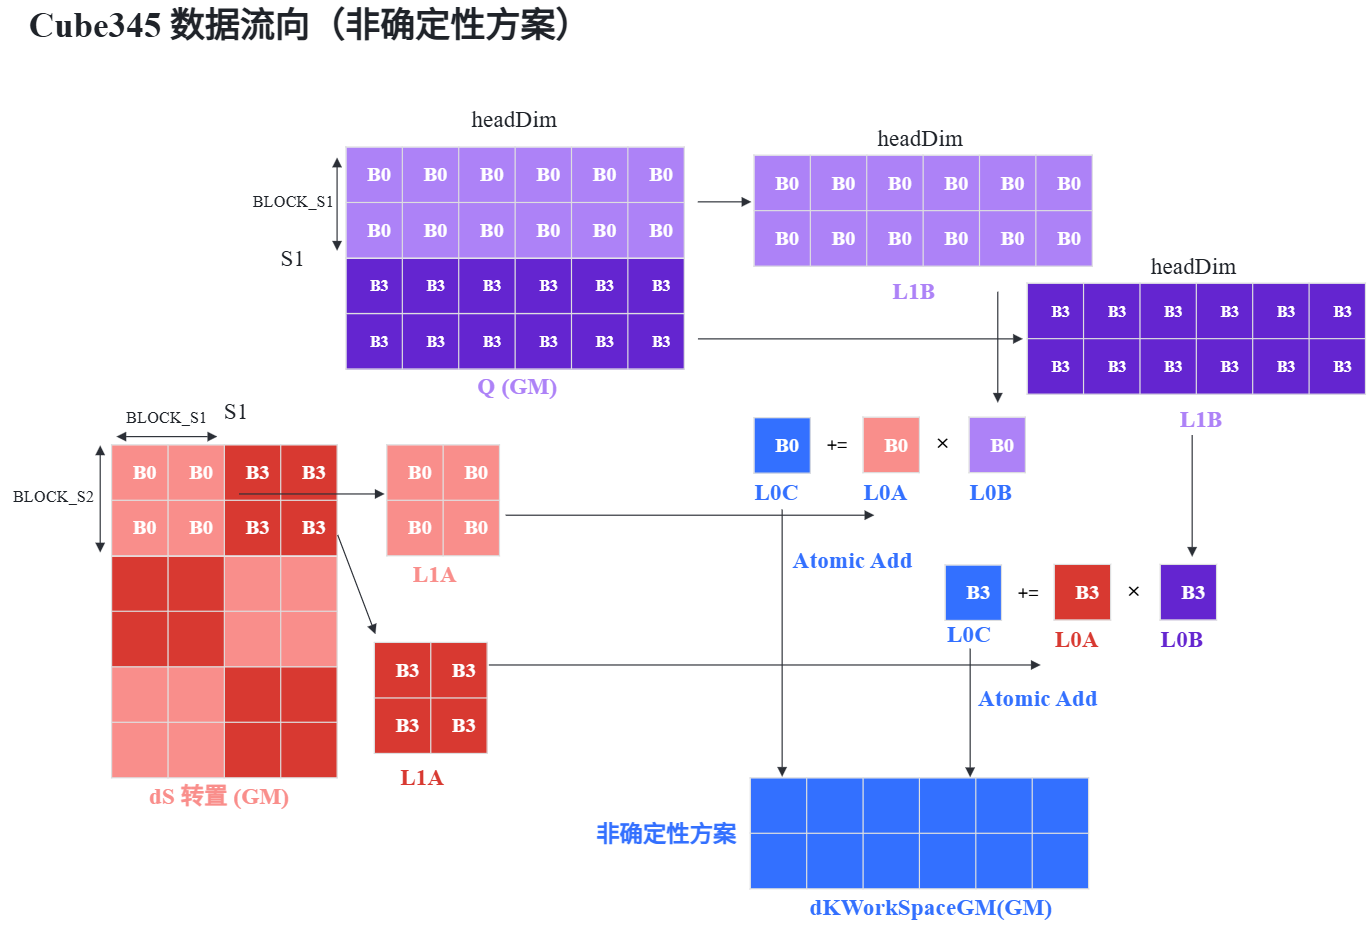 Cube345 数据流向（非确定性方案）
headDim
headDim
BLOCK_S1
B0 B0 B0 B0 B0 B0
B0 B0 B0 B0 B0 B0
B0 B0 B0 B0 B0 B0
B0 B0 B0 B0 B0 B0
S1
headDim
B3 B3 B3 B3 B3 B3
B3 B3 B3 B3 B3 B3
L1B
B3 B3 B3 B3 B3 B3
B3 B3 B3 B3 B3 B3
Q (GM)
L1B
BLOCK_S1
S1
BLOCK_S2
B0 B0 B3 B3
B0 B0 B3 B3
B0 B0
B0 B0
L1A
B0 += B0 × B0
L0C L0A L0B
Atomic Add
B3 += B3 × B3
L0C L0A L0B
B3 B3
B3 B3
L1A
Atomic Add
dS 转置 (GM)
非确定性方案
dKWorkSpaceGM(GM)